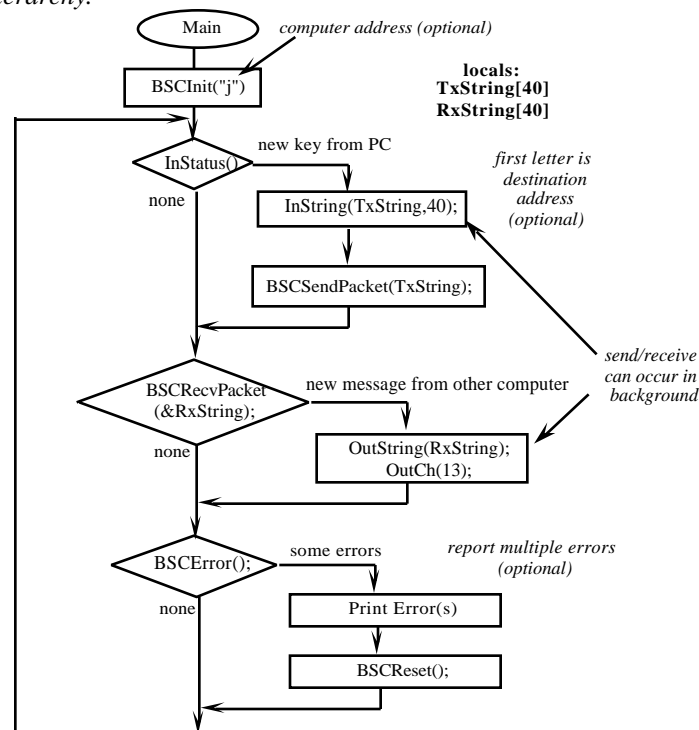 erarchy.
Main
computer address (optional)
BSCInit("j")
locals:
TxString[40]
RxString[40]
InStatus()
new key from PC
none
first letter is
destination
address
(optional)
InString(TxString,40);
BSCSendPacket(TxString);
send/receive
can occur in
background
BSCRecvPacket
(&RxString);
new message from other computer
none
OutString(RxString);
OutCh(13);
BSCError();
some errors
report multiple errors
(optional)
none
Print Error(s)
BSCReset();